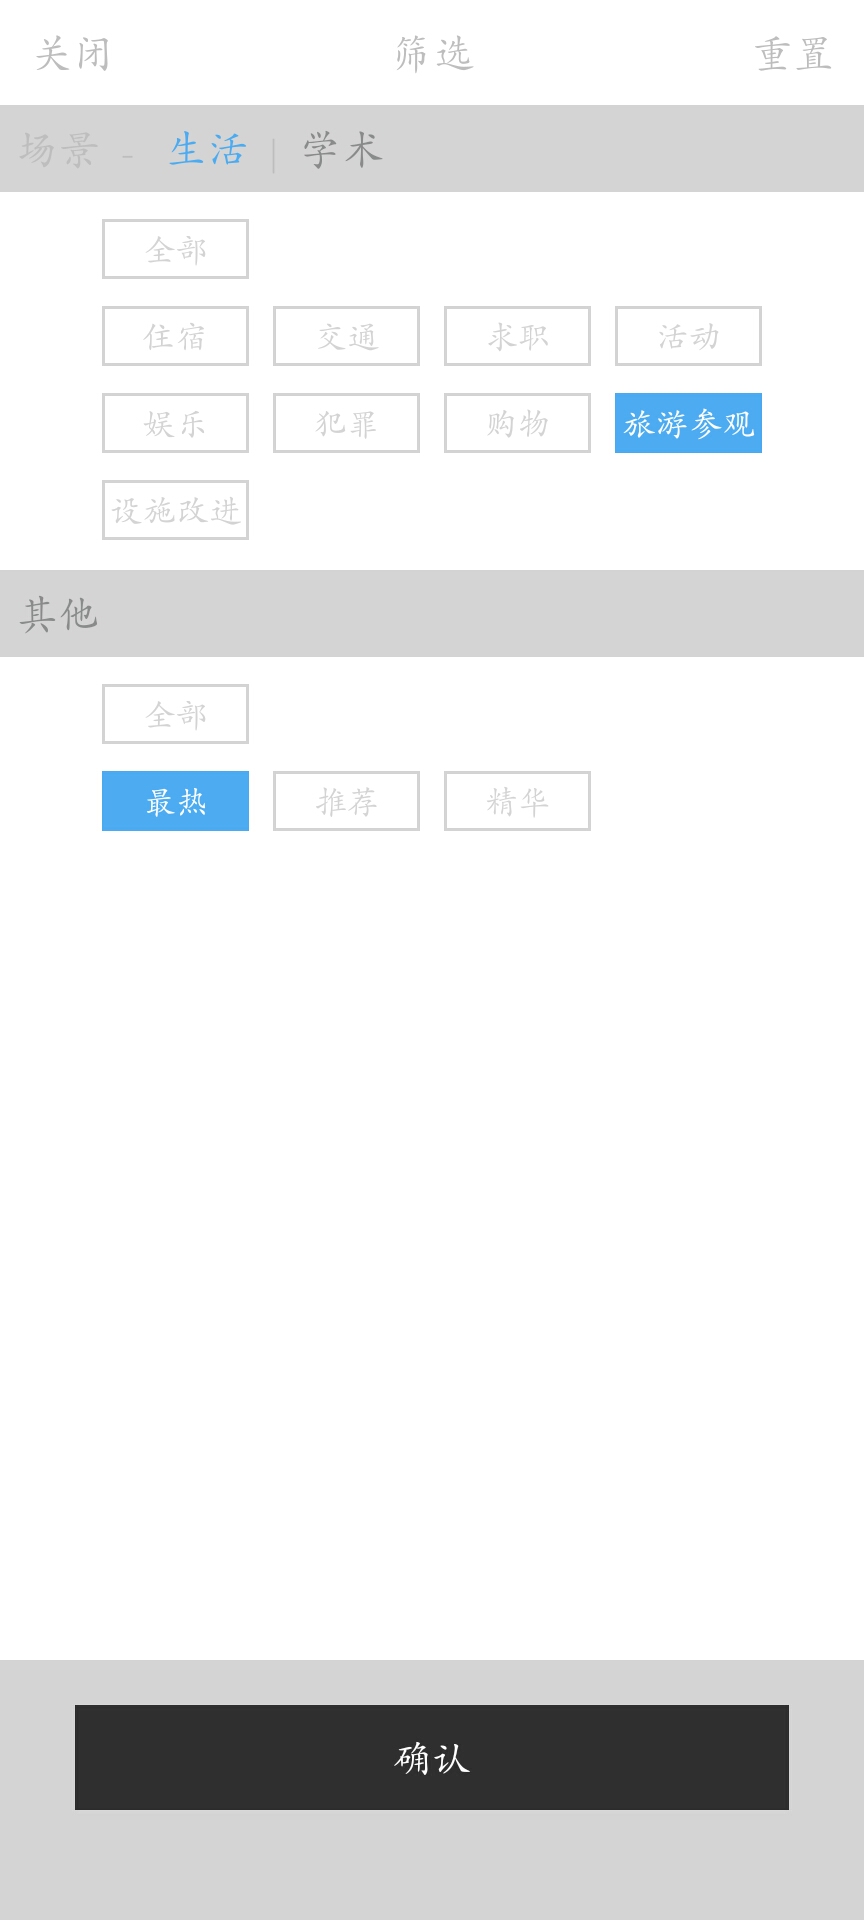 关闭 筛选 重置
场景 - 生活 | 学术
全部
住宿 交通 求职 活动
娱乐 犯罪 购物 旅游参观
设施改进
其他
全部
最热 推荐 精华
确认